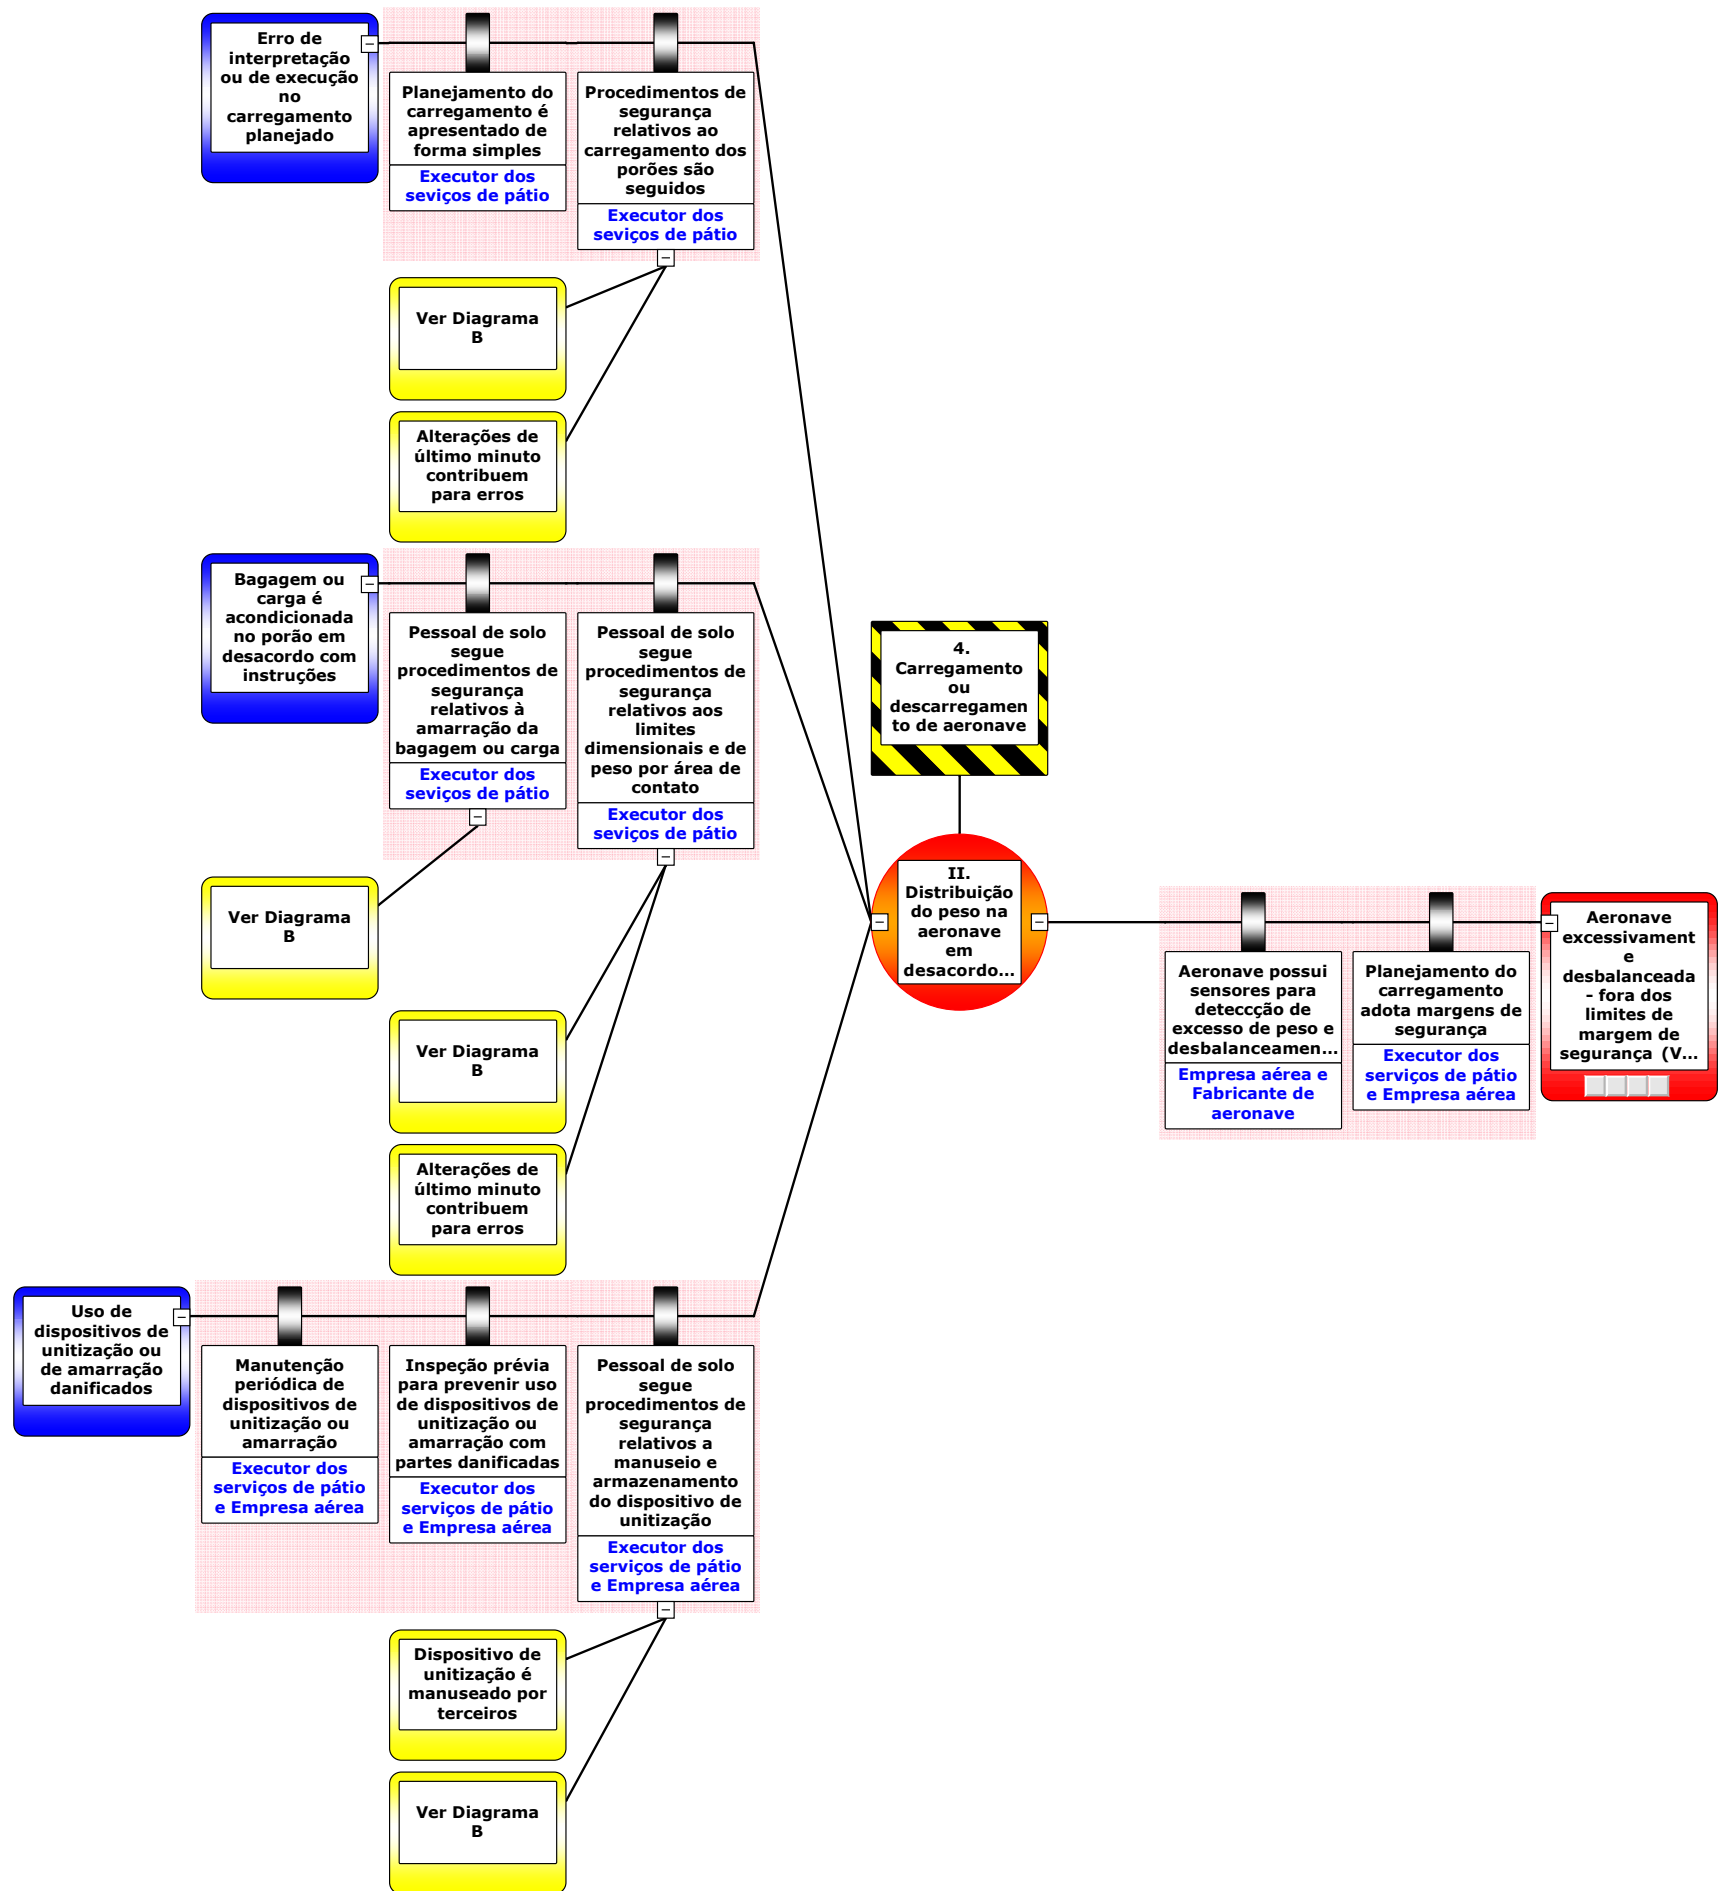 Erro de
interpretação
ou de execução
no
carregamento
planejado
Planejamento do
carregamento é
apresentado de
forma simples
Executor dos
seviços de pátio
Procedimentos de
segurança
relativos ao
carregamento dos
porões são
seguidos
Executor dos
seviços de pátio
Ver Diagrama
B
Alterações de
último minuto
contribuem
para erros
Bagagem ou
carga é
acondicionada
no porão em
desacordo com
instruções
Pessoal de solo
segue
procedimentos de
segurança
relativos à
amarração da
bagagem ou carga
Executor dos
seviços de pátio
Pessoal de solo
segue
procedimentos de
segurança
relativos aos
limites
dimensionais e de
peso por área de
contato
Executor dos
seviços de pátio
Ver Diagrama
B
Ver Diagrama
B
Alterações de
último minuto
contribuem
para erros
Uso de
dispositivos de
unitização ou
de amarração
danificados
Manutenção
periódica de
dispositivos de
unitização ou
amarração
Executor dos
serviços de pátio
e Empresa aérea
Inspeção prévia
para prevenir uso
de dispositivos de
unitização ou
amarração com
partes danificadas
Executor dos
serviços de pátio
e Empresa aérea
Pessoal de solo
segue
procedimentos de
segurança
relativos a
manuseio e
armazenamento
do dispositivo de
unitização
Executor dos
serviços de pátio
e Empresa aérea
Dispositivo de
unitização é
manuseado por
terceiros
Ver Diagrama
B
4.
Carregamento
ou
descarregamen
to de aeronave
II.
Distribuição
do peso na
aeronave
em
desacordo...
Aeronave possui
sensores para
deteccção de
excesso de peso e
desbalanceamen...
Empresa aérea e
Fabricante de
aeronave
Planejamento do
carregamento
adota margens de
segurança
Executor dos
serviços de pátio
e Empresa aérea
Aeronave
excessivament
e
desbalanceada
- fora dos
limites de
margem de
segurança (V...